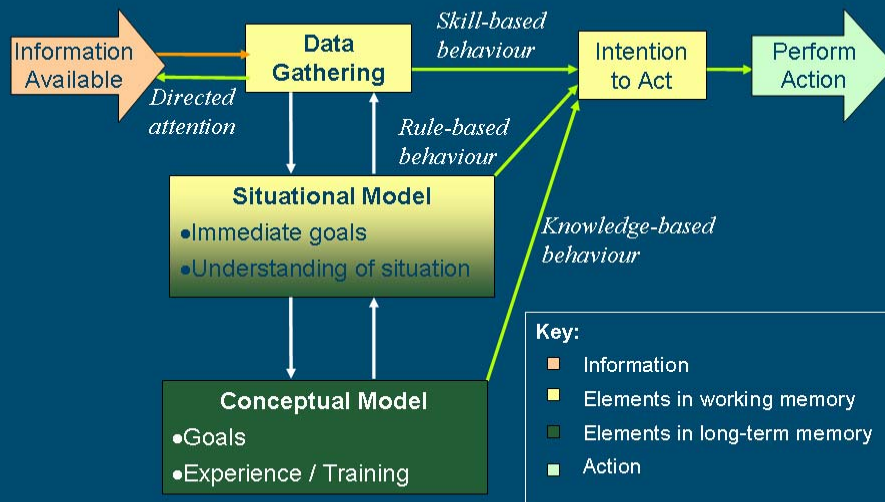 Information
Available
Directed
attention
Data
Gathering
Skill-based
behaviour
Intention
to Act
Perform
Action
Rule-based
behaviour
Situational Model
•Immediate goals
•Understanding of situation
Knowledge-based
behaviour
Conceptual Model
•Goals
•Experience / Training
Key:
Information
Elements in working memory
Elements in long-term memory
Action